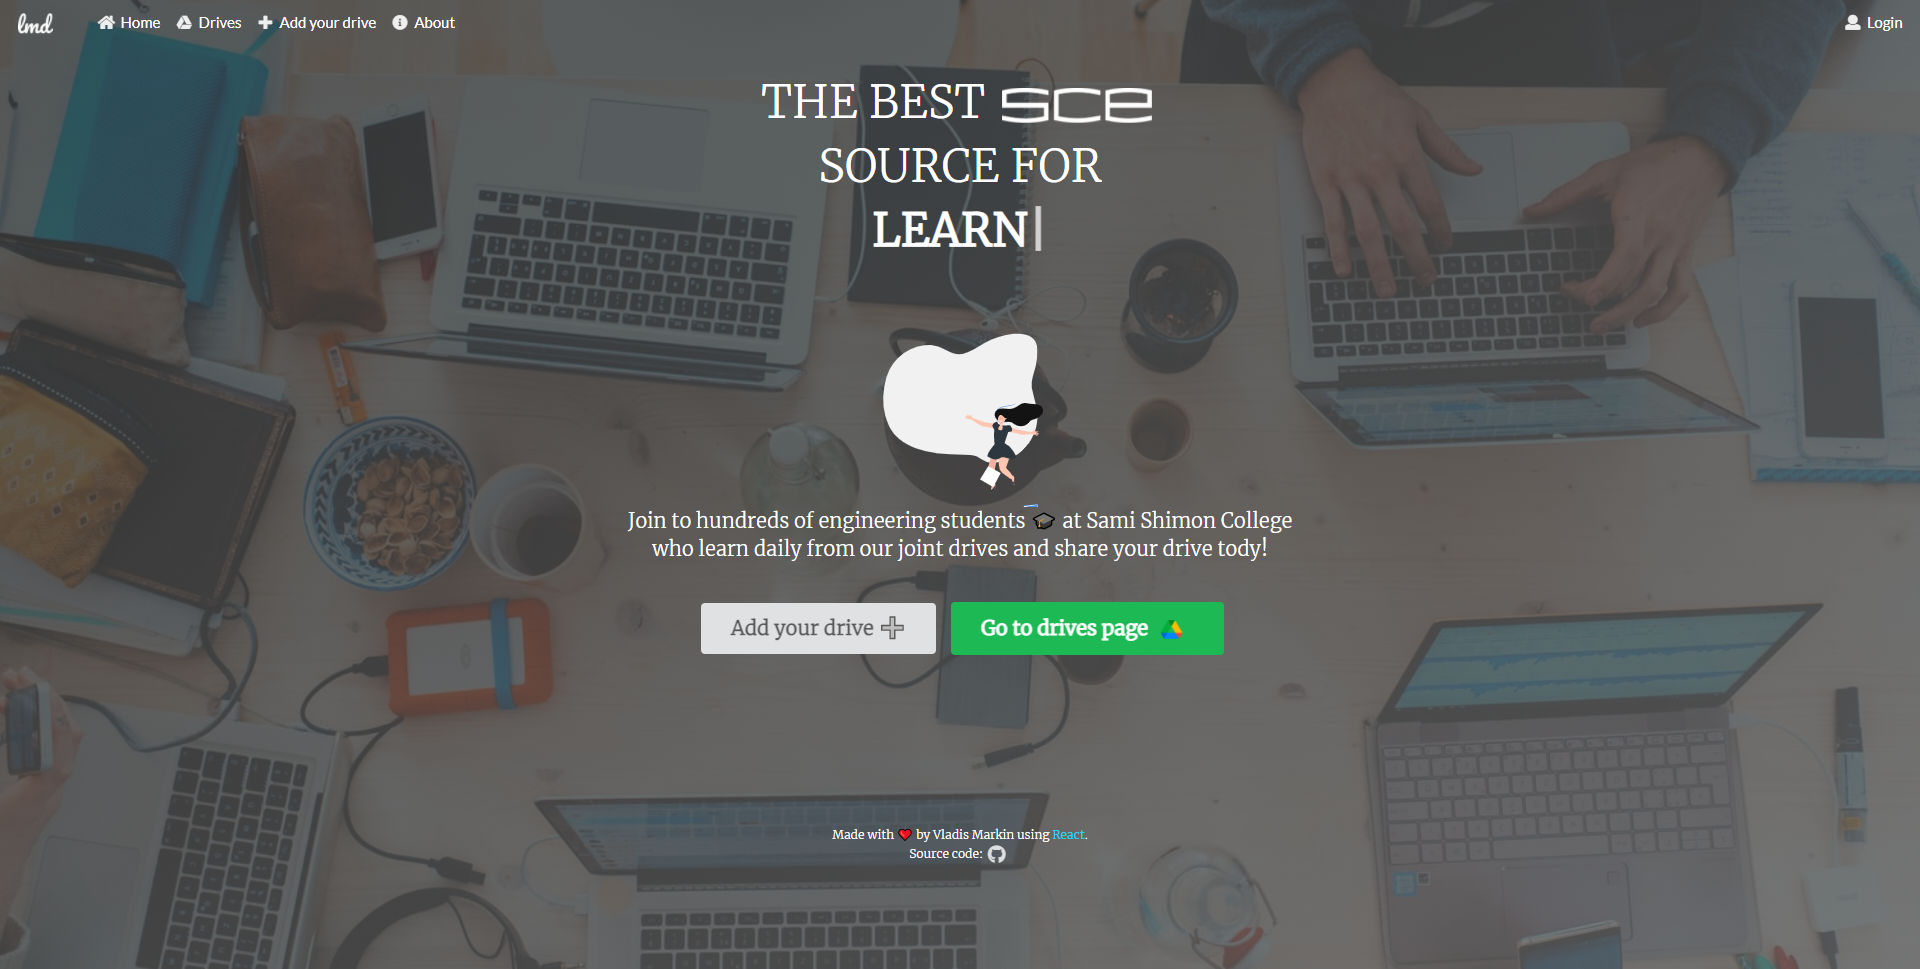 lmd Home Drives Add your drive About Login
THE BEST sce
SOURCE FOR
LEARN
Join to hundreds of engineering students 🎓 at Sami Shimon College
who learn daily from our joint drives and share your drive tody!
Add your drive Go to drives page
Made with ❤ by Vladis Markin using React.
Source code: